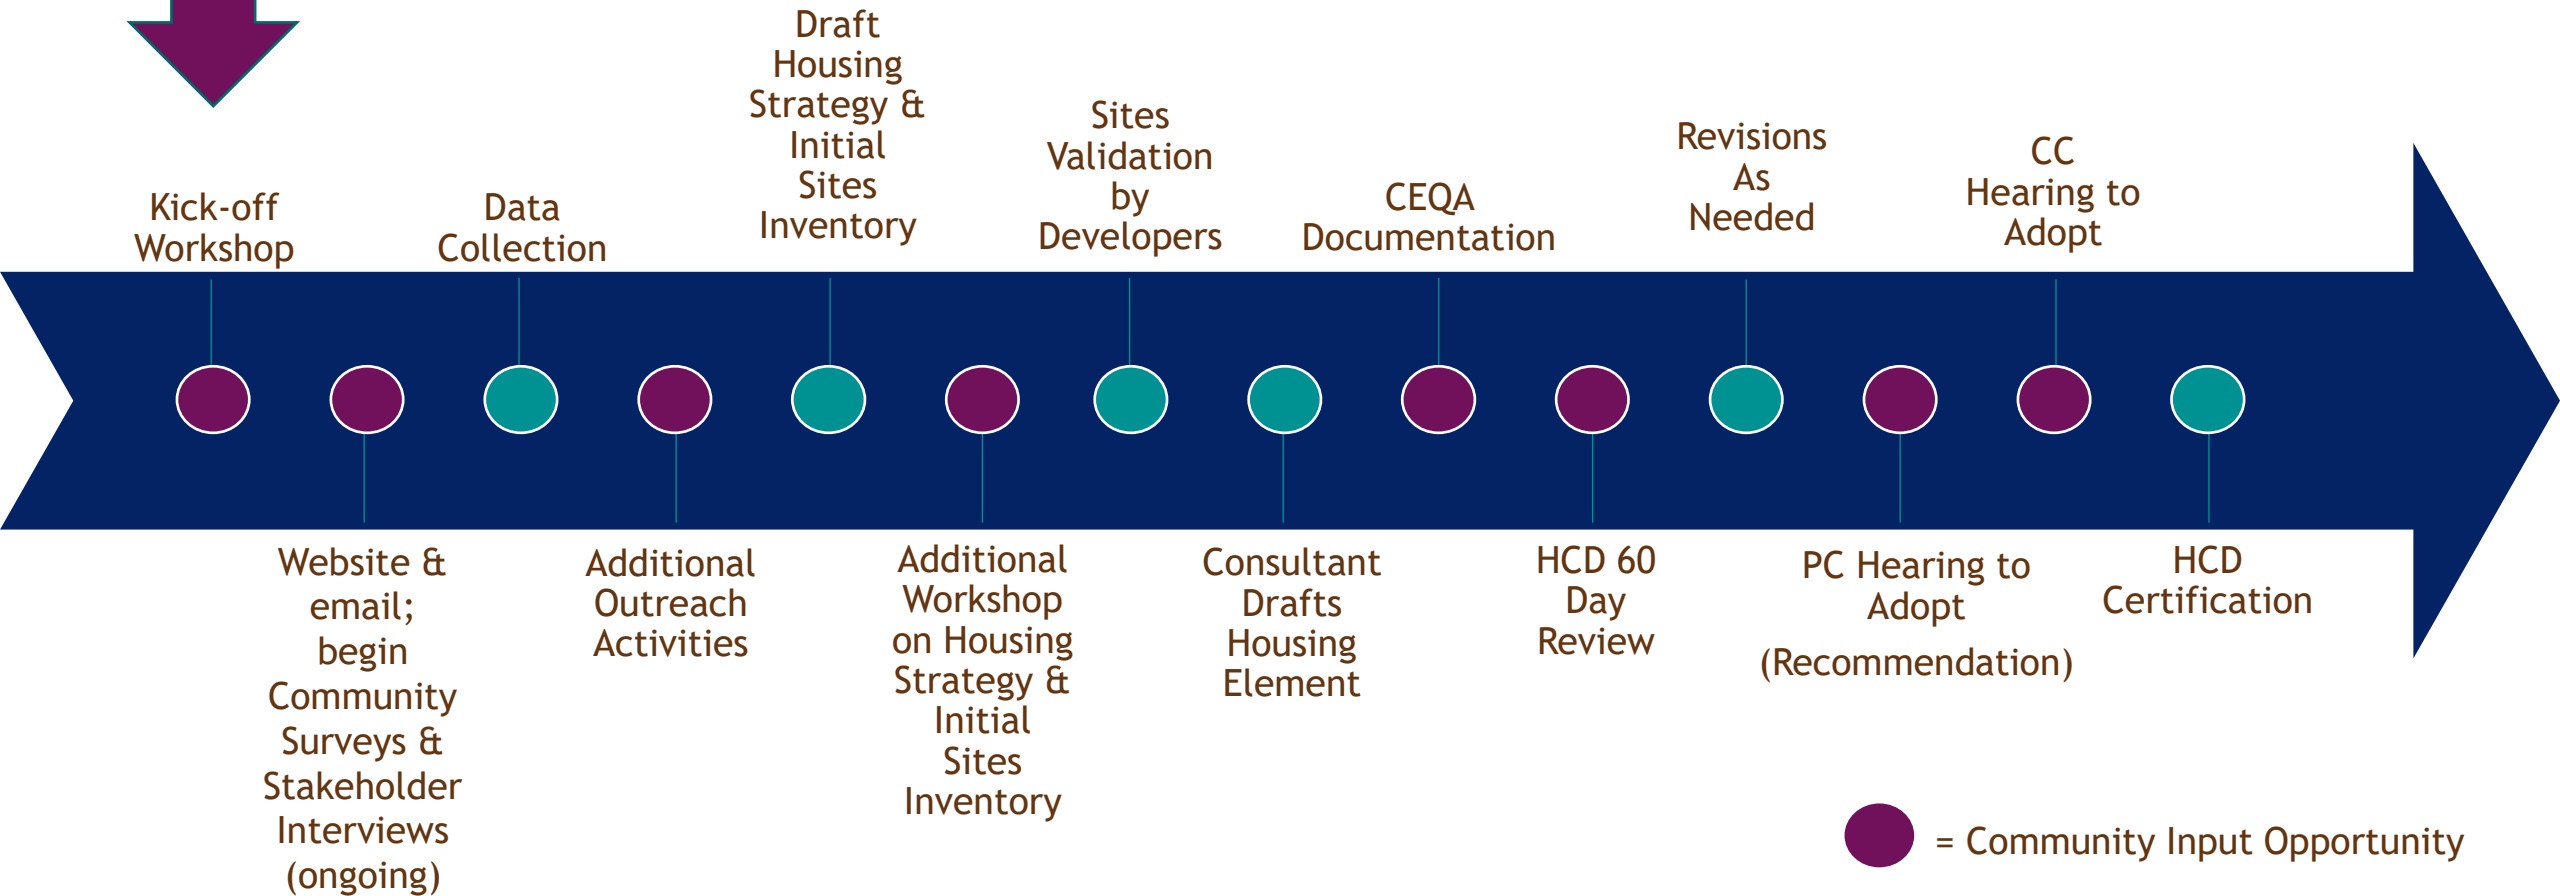 Kick-off
Workshop
Data
Collection
Draft
Housing
Strategy &
Initial
Sites
Inventory
Sites
Validation
by
Developers
CEQA
Documentation
Revisions
As
Needed
CC
Hearing to
Adopt
Website &
email;
begin
Community
Surveys &
Stakeholder
Interviews
(ongoing)
Additional
Outreach
Activities
Additional
Workshop
on Housing
Strategy &
Initial
Sites
Inventory
Consultant
Drafts
Housing
Element
HCD 60
Day
Review
PC Hearing to
Adopt
(Recommendation)
HCD
Certification
= Community Input Opportunity